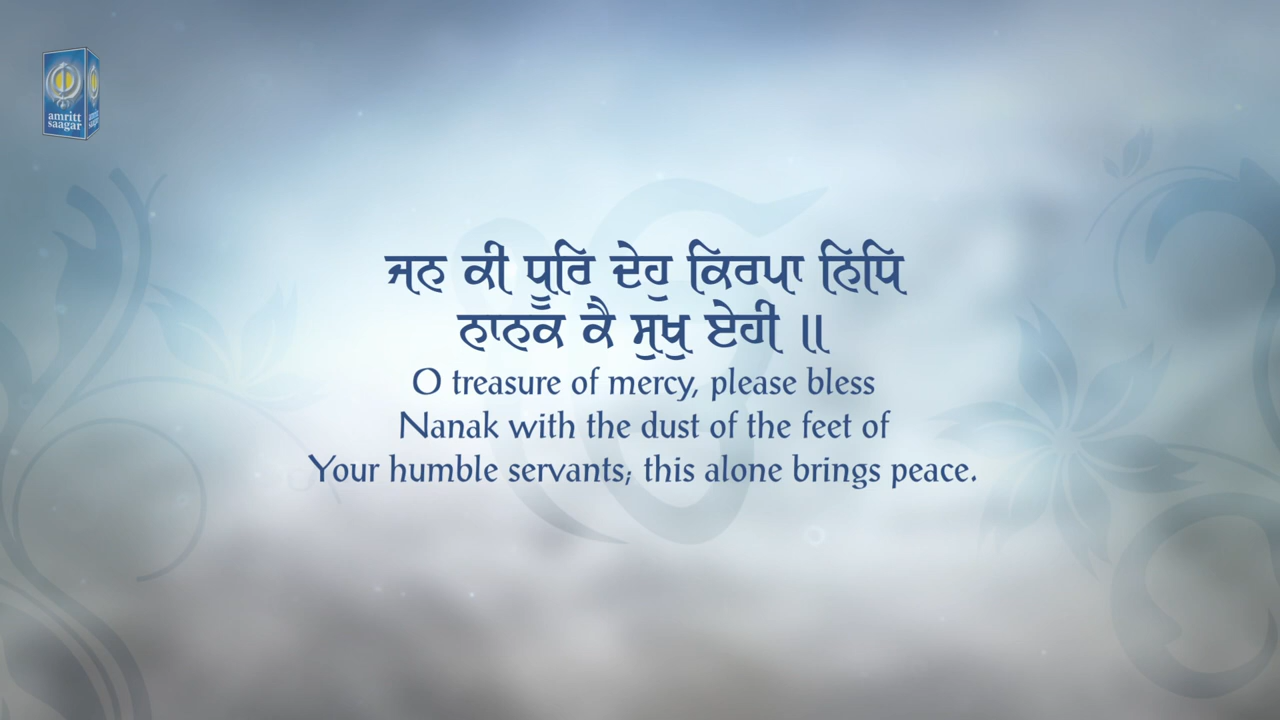 amritt
saagar
ਜਨ ਕੀ ਧੂਰਿ ਦੇਹੁ ਕਿਰਪਾ ਨਿਧਿ
ਨਾਨਕ ਕੈ ਸੁਖੁ ਏਹੀ ॥
O treasure of mercy, please bless
Nanak with the dust of the feet of
Your humble servants; this alone brings peace.